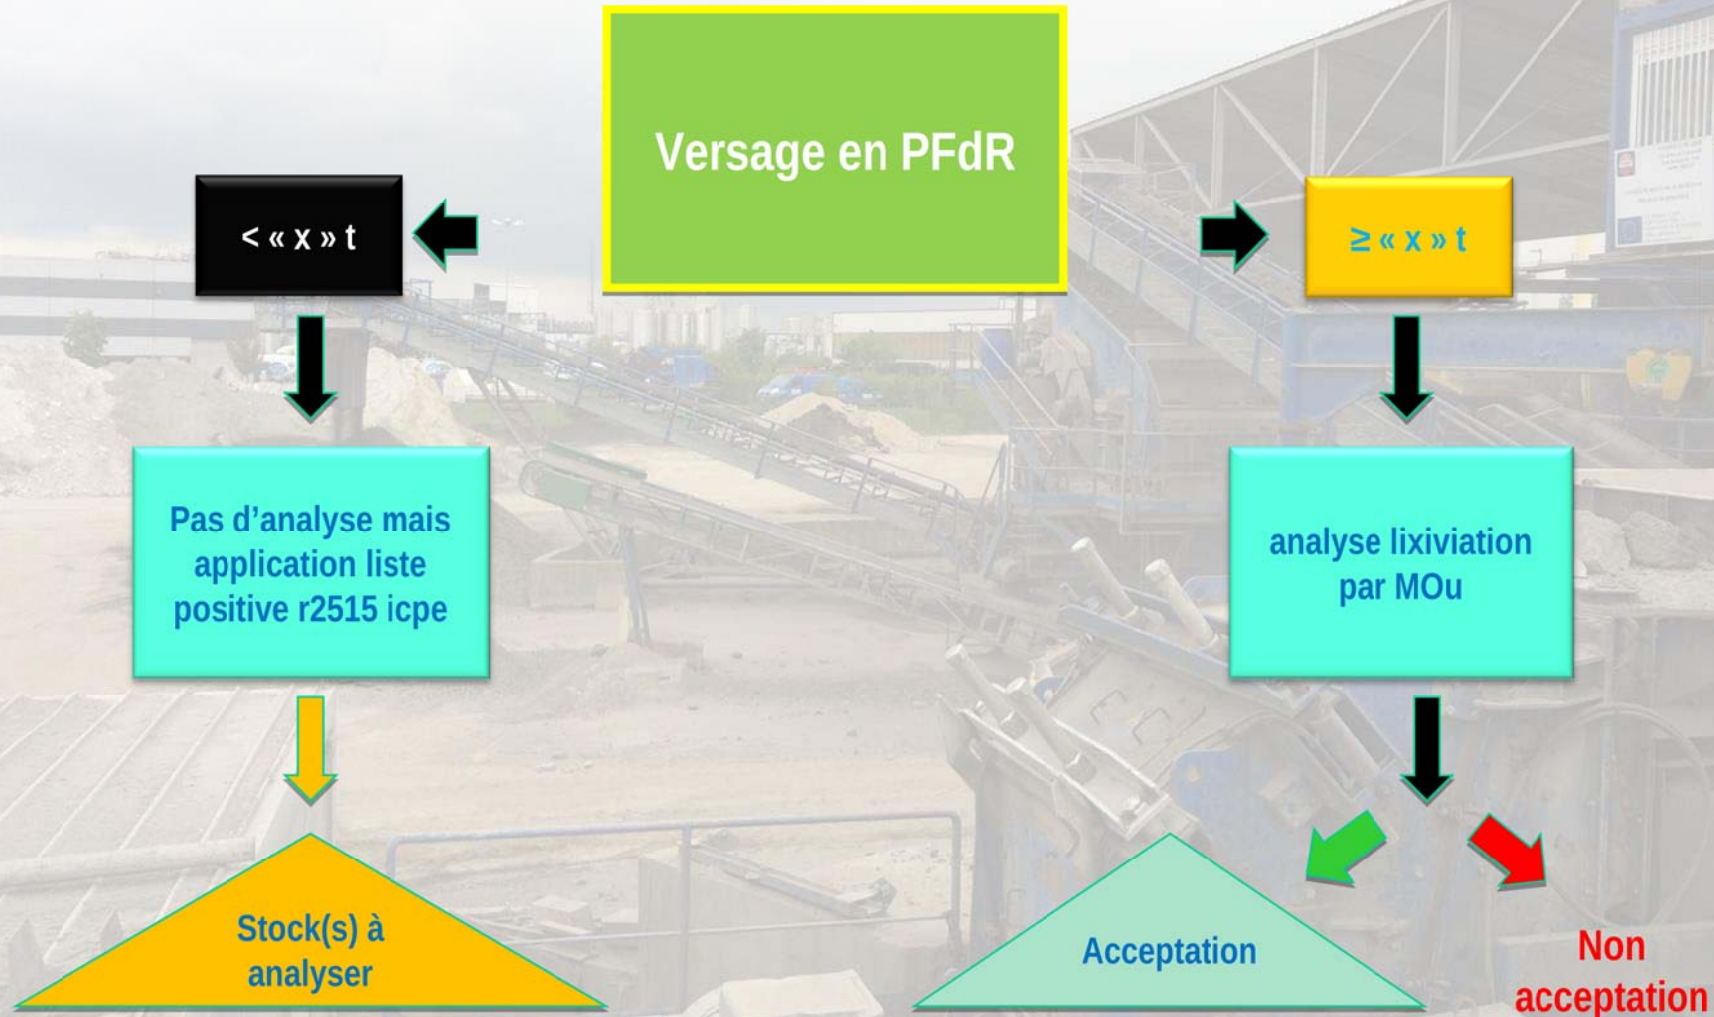 Versage en PFdR
< « x » t
≥ « x » t
Pas d’analyse mais
application liste
positive r2515 icpe
analyse lixiviation
par MOu
Stock(s) à
analyser
Acceptation
Non
acceptation